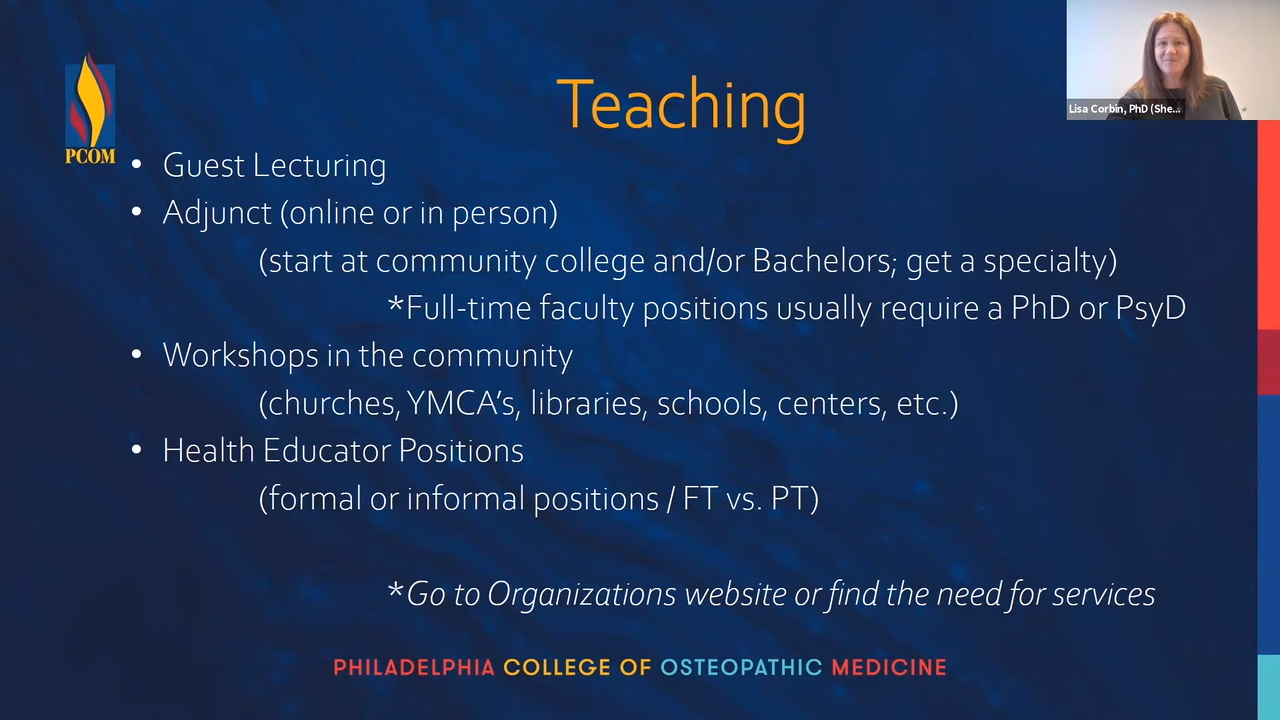 Teaching
Lisa Corbin, PhD (She...
PCOM
• Guest Lecturing
• Adjunct (online or in person)
(start at community college and/or Bachelors; get a specialty)
*Full-time faculty positions usually require a PhD or PsyD
• Workshops in the community
(churches, YMCA's, libraries, schools, centers, etc.)
• Health Educator Positions
(formal or informal positions / FT vs. PT)
*Go to Organizations website or find the need for services
PHILADELPHIA COLLEGE OF OSTEOPATHIC MEDICINE